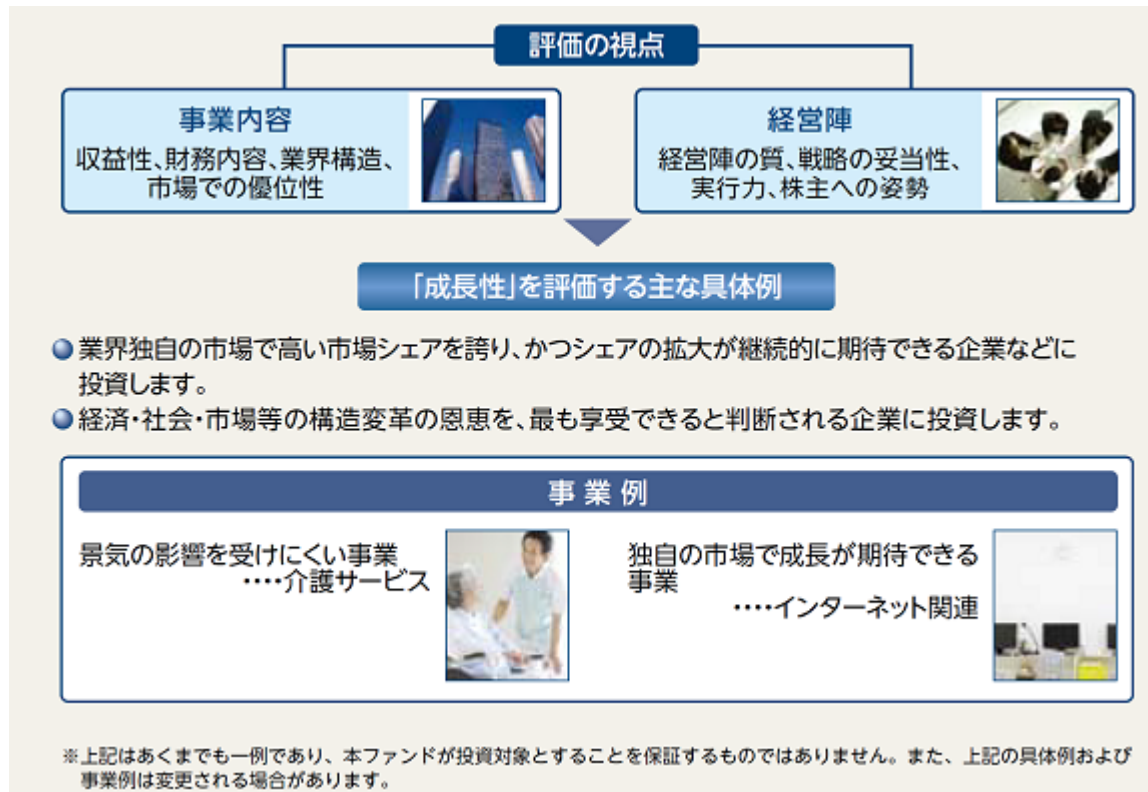 評価の視点
事業内容
収益性、財務内容、業界構造、
市場での優位性
経営陣
経営陣の質、戦略の妥当性、
実行力、株主への姿勢
「成長性」を評価する主な具体例
●業界独自の市場で高い市場シェアを誇り、かつシェアの拡大が継続的に期待できる企業などに
投資します。
●経済・社会・市場等の構造変革の恩恵を、最も享受できると判断される企業に投資します。
事業例
景気の影響を受けにくい事業
‥‥介護サービス
独自の市場で成長が期待できる
事業
‥‥インターネット関連
※上記はあくまでも一例であり、本ファンドが投資対象とすることを保証するものではありません。また、上記の具体例および
事業例は変更される場合があります。